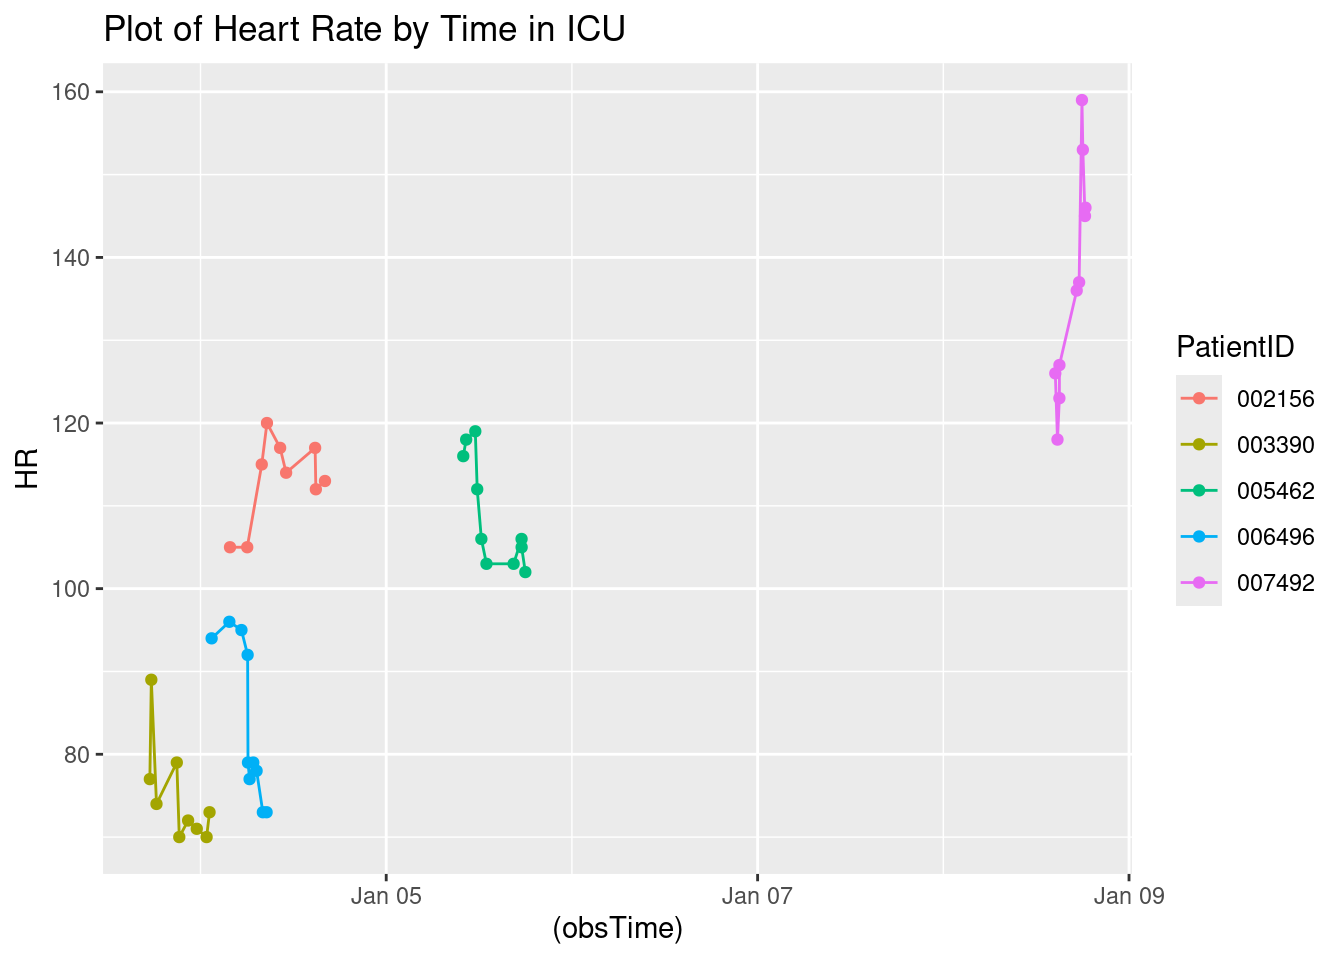 Plot of Heart Rate by Time in ICU
160
140
120
100
80
HR
Jan 05
Jan 07
Jan 09
(obsTime)
PatientID
002156
003390
005462
006496
007492